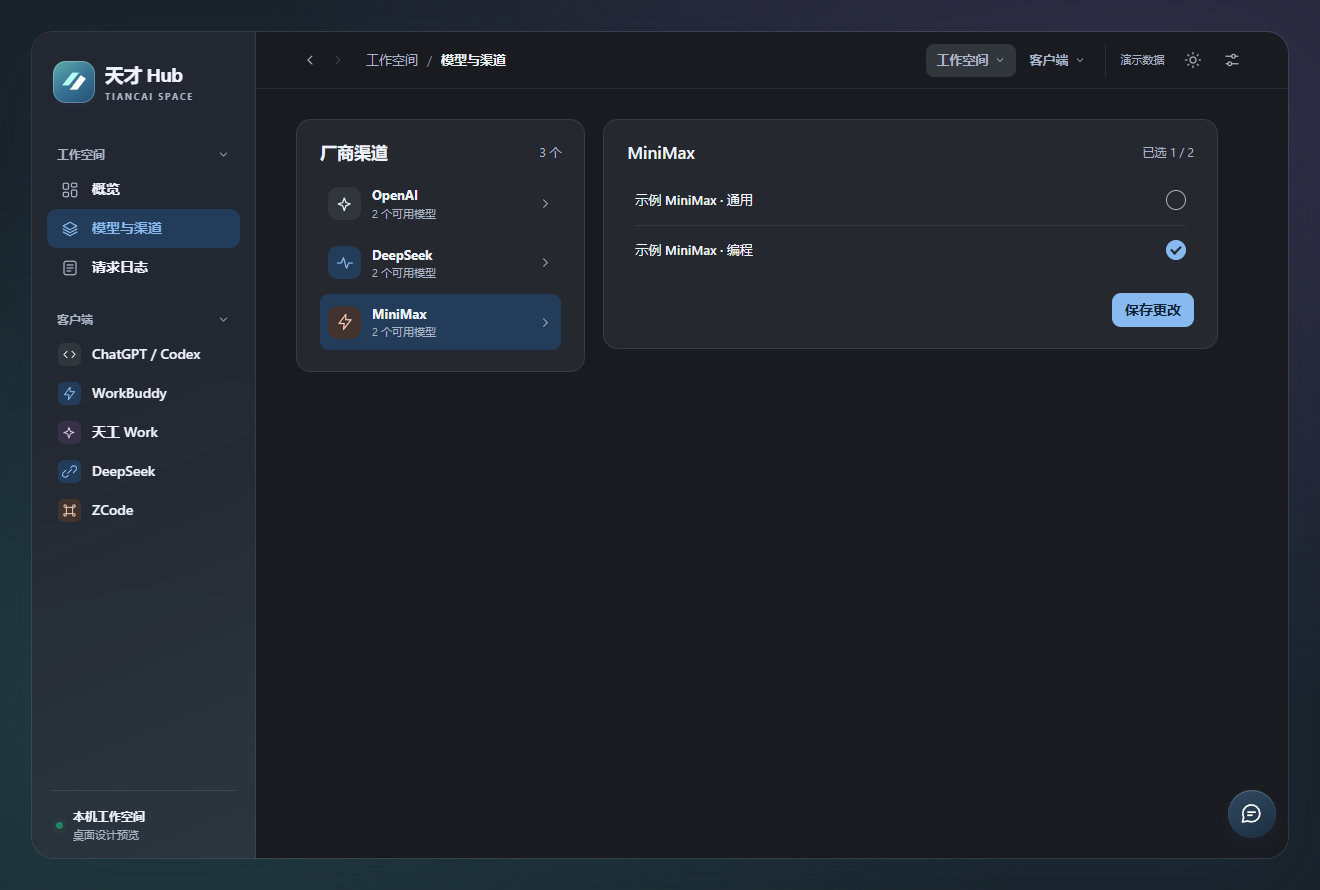 天才 Hub
TIANCAI SPACE
工作空间
概览
模型与渠道
请求日志
客户端
ChatGPT / Codex
WorkBuddy
天工 Work
DeepSeek
ZCode
本机工作空间
桌面设计预览
工作空间 / 模型与渠道
工作空间
客户端
演示数据
厂商渠道
3 个
OpenAI
2 个可用模型
DeepSeek
2 个可用模型
MiniMax
2 个可用模型
MiniMax
已选 1 / 2
示例 MiniMax · 通用
示例 MiniMax · 编程
保存更改